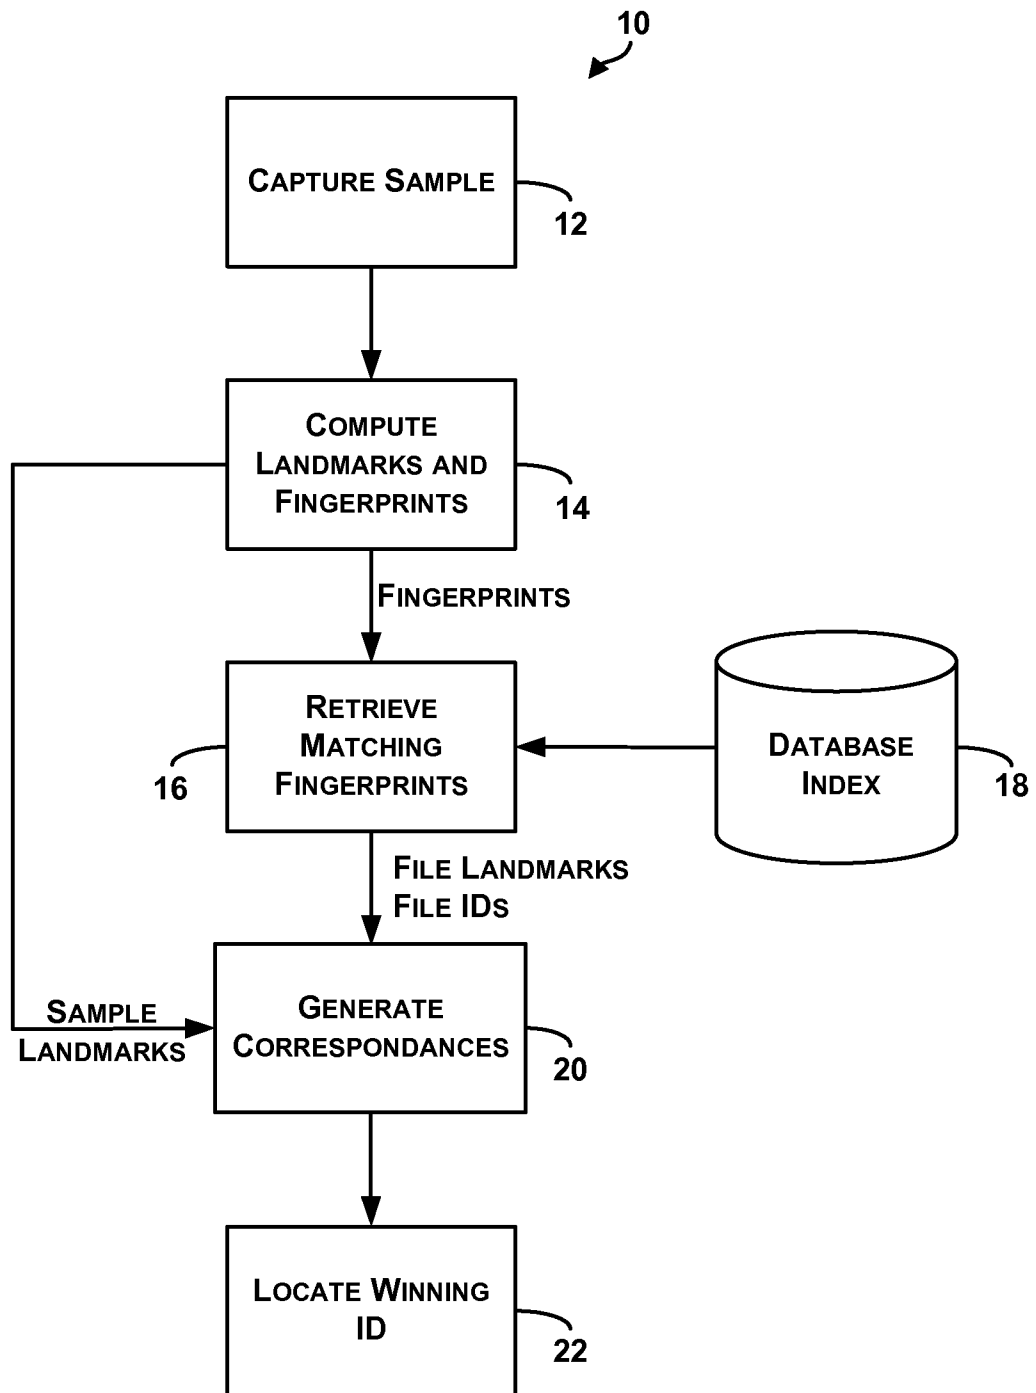 10
CAPTURE SAMPLE
12
COMPUTE
LANDMARKS AND
FINGERPRINTS
14
FINGERPRINTS
RETRIEVE
MATCHING
FINGERPRINTS
16
DATABASE
INDEX
18
FILE LANDMARKS
FILE IDS
SAMPLE
LANDMARKS
GENERATE
CORRESPONDANCES
20
LOCATE WINNING
ID
22